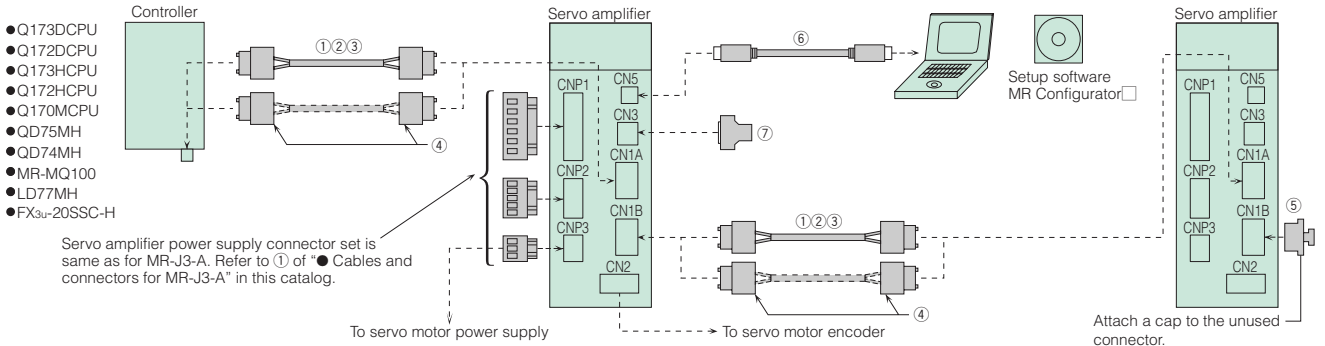 Controller
●Q173DCPU
●Q172DCPU
●Q173HCPU
●Q172HCPU
●Q170MCPU
●QD75MH
●QD74MH
●MR-MQ100
●LD77MH
●FX3U-20SSC-H
①②③
④
Servo amplifier power supply connector set is
same as for MR-J3-A. Refer to ① of “● Cables and
connectors for MR-J3-A” in this catalog.
Servo amplifier
CNP1
CN5
CN3
CN1A
CNP2
CN1B
CNP3
CN2
To servo motor power supply
To servo motor encoder
⑥
⑦
Setup software
MR Configurator□
①②③
④
Servo amplifier
CNP1
CN5
CN3
CN1A
CNP2
CN1B
CNP3
CN2
⑤
Attach a cap to the unused
connector.